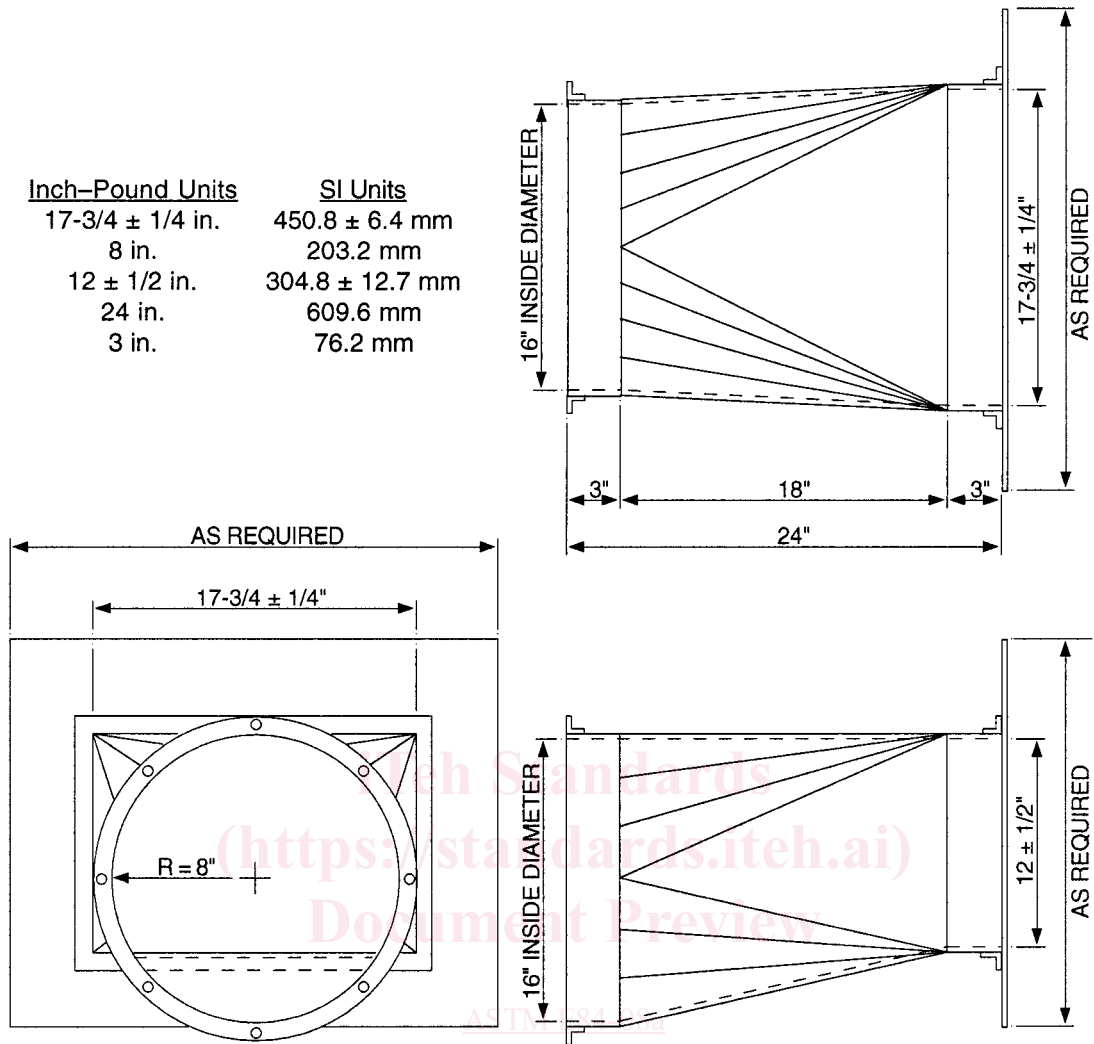 Inch–Pound Units SI Units
17-3/4 ± 1/4 in. 450.8 ± 6.4 mm
8 in. 203.2 mm
12 ± 1/2 in. 304.8 ± 12.7 mm
24 in. 609.6 mm
3 in. 76.2 mm
16" INSIDE DIAMETER
17-3/4 ± 1/4"
AS REQUIRED
3" 18" 3"
24"
AS REQUIRED
17-3/4 ± 1/4"
R = 8"
16" INSIDE DIAMETER
12 ± 1/2"
AS REQUIRED
iTeh Standards
(https://standards.iteh.ai)
Document Preview